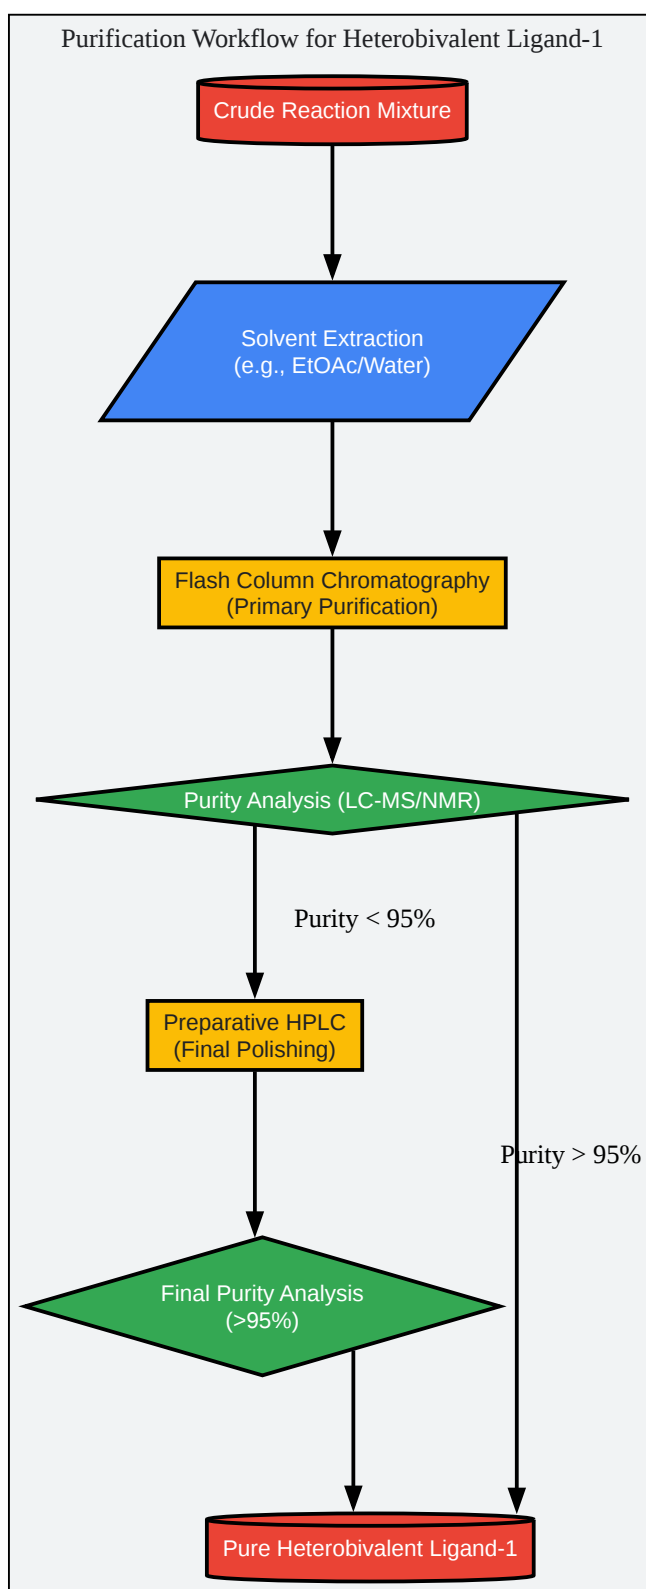 Purification Workflow for Heterobivalent Ligand-1
Crude Reaction Mixture
Solvent Extraction
(e.g., EtOAc/Water)
Flash Column Chromatography
(Primary Purification)
Purity Analysis (LC-MS/NMR)
Purity < 95%
Preparative HPLC
(Final Polishing)
Purity > 95%
Final Purity Analysis
(>95%)
Pure Heterobivalent Ligand-1